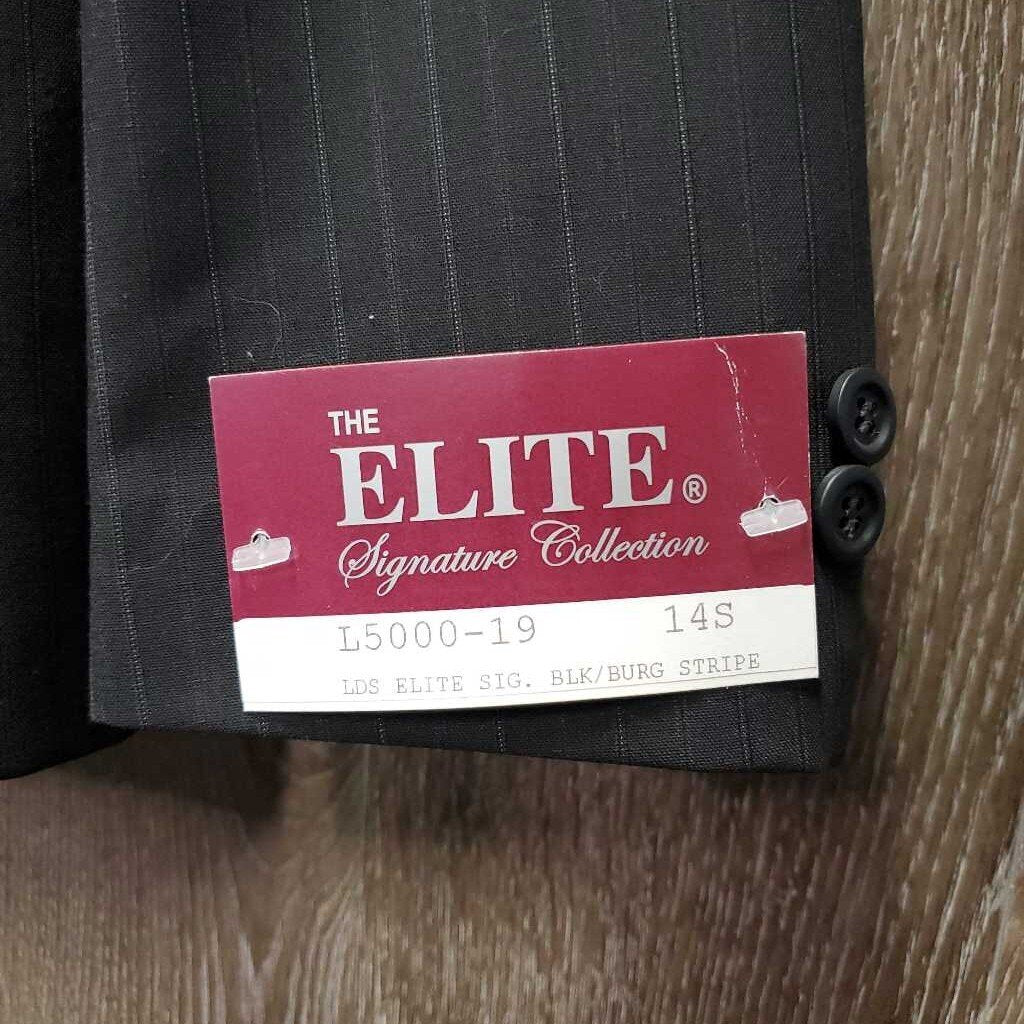 THE
ELITE®
Signature Collection
L5000-19 14S
LDS ELITE SIG. BLK/BURG STRIPE